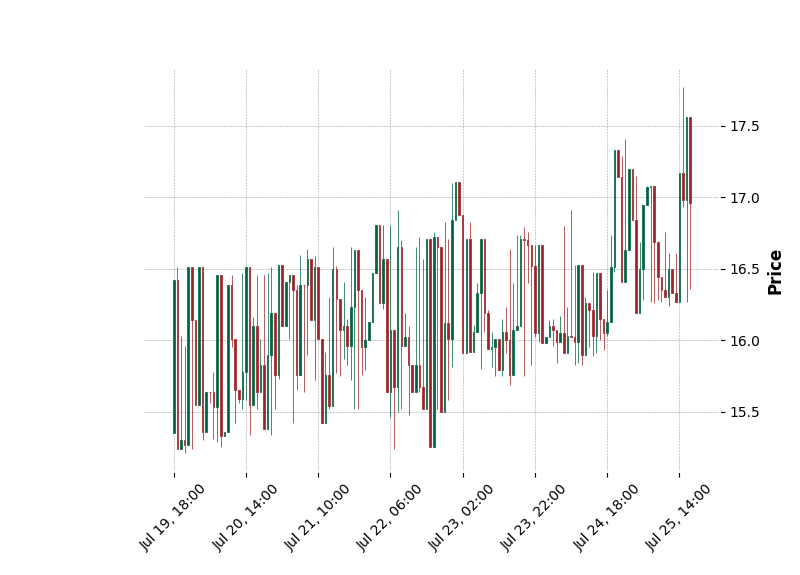 17.5
17.0
16.5
16.0
15.5
Price
Jul 19, 18:00
Jul 20, 14:00
Jul 21, 10:00
Jul 22, 06:00
Jul 23, 02:00
Jul 23, 22:00
Jul 24, 18:00
Jul 25, 14:00